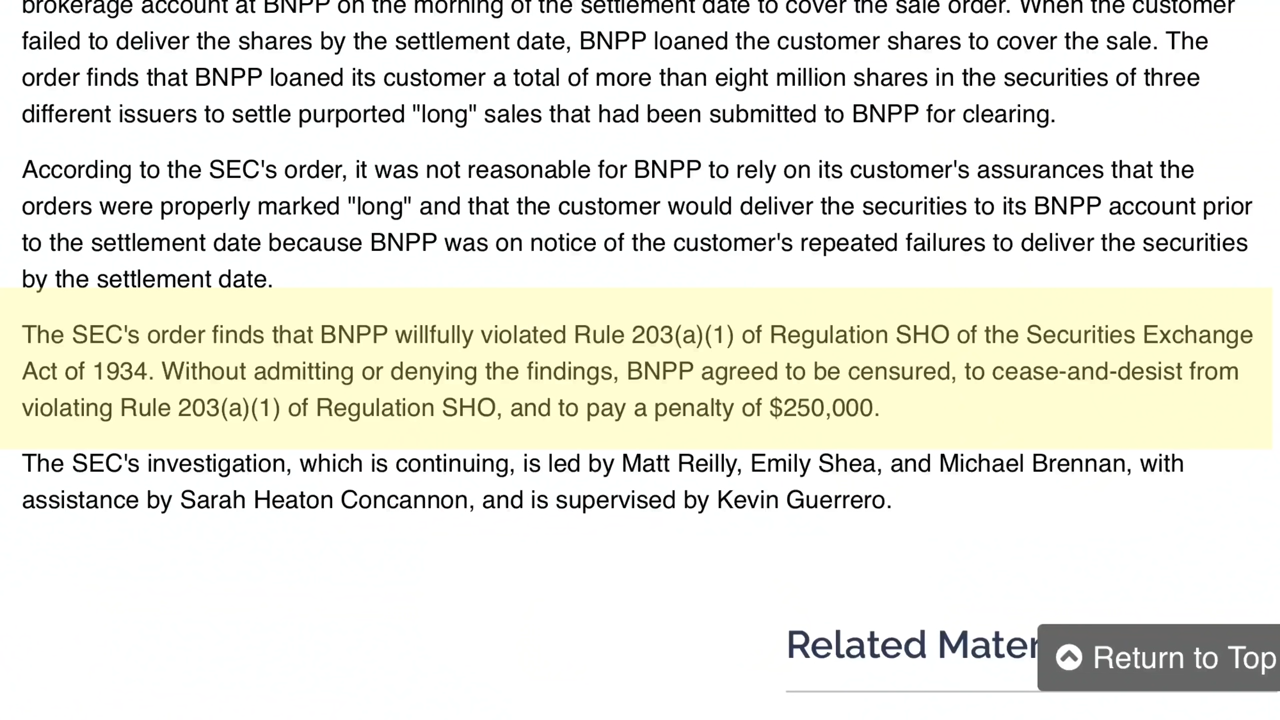 brokerage account at BNPP on the morning of the settlement date to cover the sale order. When the customer
failed to deliver the shares by the settlement date, BNPP loaned the customer shares to cover the sale. The
order finds that BNPP loaned its customer a total of more than eight million shares in the securities of three
different issuers to settle purported "long" sales that had been submitted to BNPP for clearing.
According to the SEC's order, it was not reasonable for BNPP to rely on its customer's assurances that the
orders were properly marked "long" and that the customer would deliver the securities to its BNPP account prior
to the settlement date because BNPP was on notice of the customer's repeated failures to deliver the securities
by the settlement date.
The SEC's order finds that BNPP willfully violated Rule 203(a)(1) of Regulation SHO of the Securities Exchange
Act of 1934. Without admitting or denying the findings, BNPP agreed to be censured, to cease-and-desist from
violating Rule 203(a)(1) of Regulation SHO, and to pay a penalty of $250,000.
The SEC's investigation, which is continuing, is led by Matt Reilly, Emily Shea, and Michael Brennan, with
assistance by Sarah Heaton Concannon, and is supervised by Kevin Guerrero.
Related Mater
Return to Top